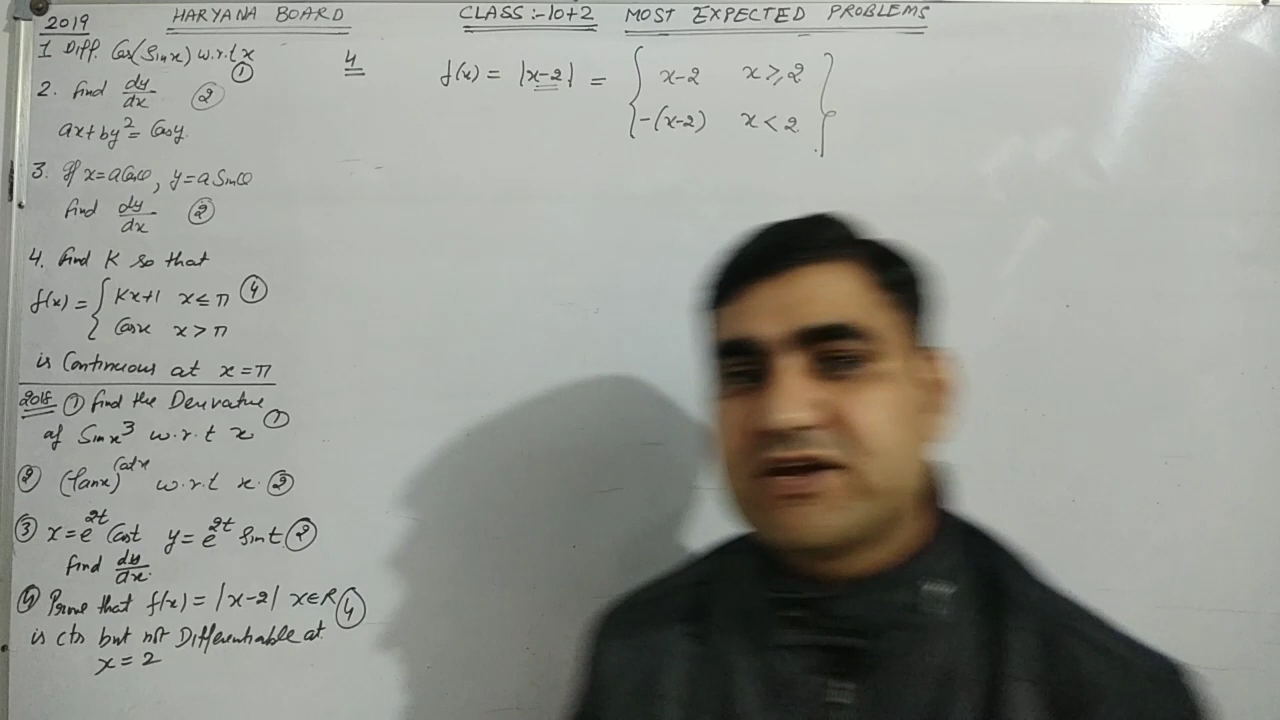 2019 HARYANA BOARD CLASS:-10+2 MOST EXPECTED PROBLEMS
1 Diff. Cos(Sinx) w.r.t x ①
2. find dy/dx ②
ax+by²= Cosy.
3. If x=aCosθ, y=aSinθ
find dy/dx ②
4. find K so that
f(x) = { Kx+1 x≤π ④
Cosx x>π
is Continuous at x=π
2018 ① find the Derivative
of Sinx³ w.r.t x ①
② (tanx)^Cotx w.r.t x. ②
③ x=e^2t Cost y=e^2t Sint ②
find dy/dx.
④ Prove that f(x) = |x-2| x∈R ④
is cts but not Differentiable at
x=2
4
f(x) = |x-2| = { x-2 x≥2
-(x-2) x<2 }